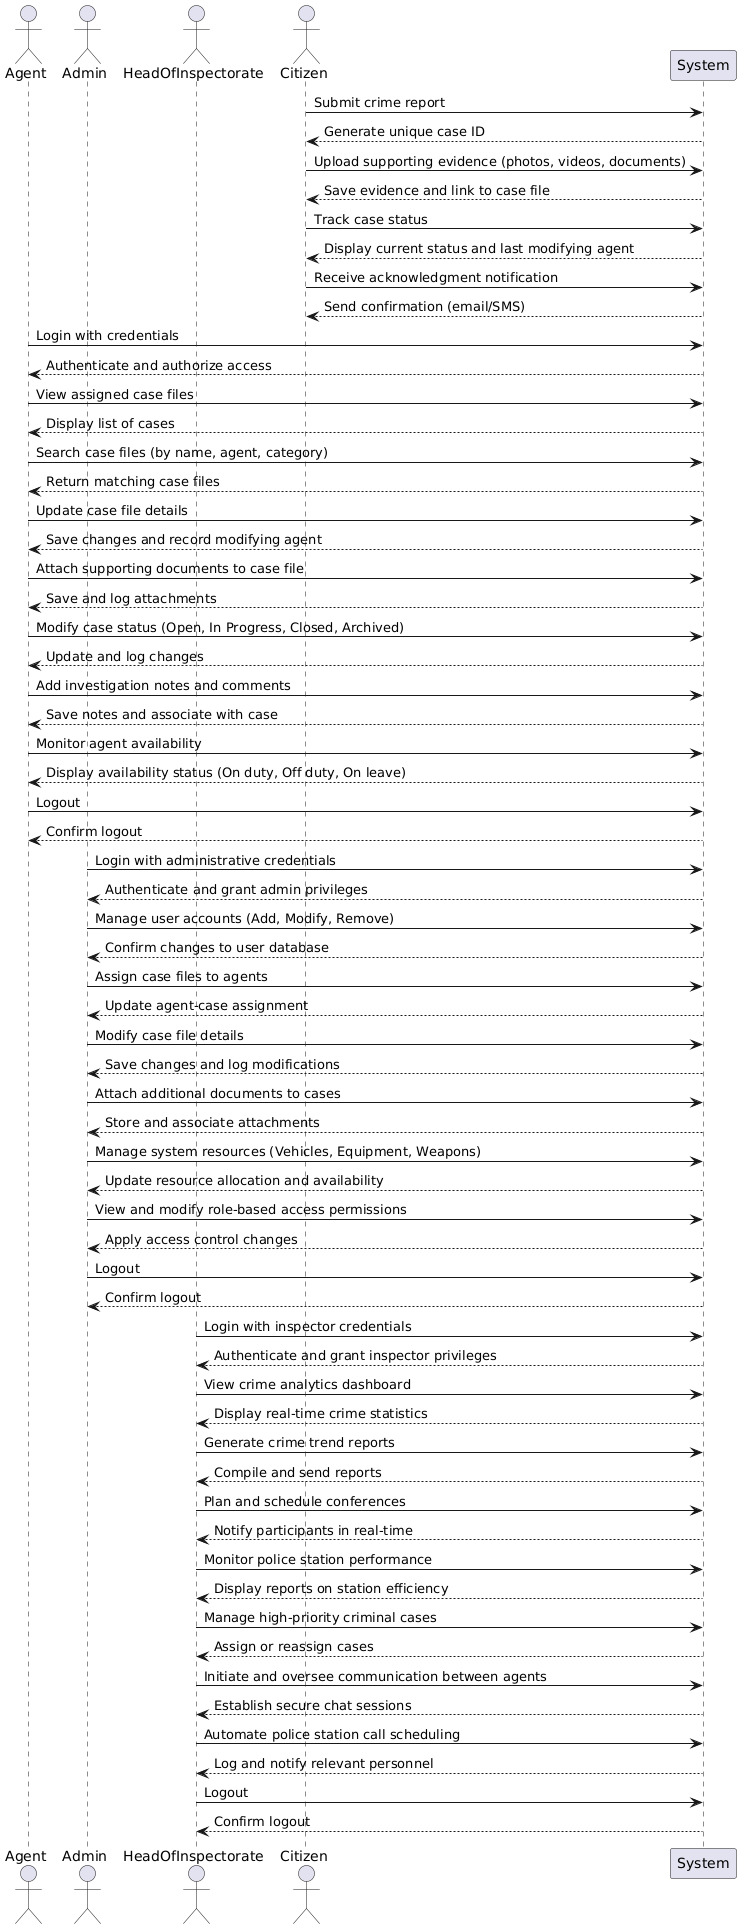 Agent Admin HeadOfInspectorate Citizen System
Submit crime report
Generate unique case ID
Upload supporting evidence (photos, videos, documents)
Save evidence and link to case file
Track case status
Display current status and last modifying agent
Receive acknowledgment notification
Send confirmation (email/SMS)
Login with credentials
Authenticate and authorize access
View assigned case files
Display list of cases
Search case files (by name, agent, category)
Return matching case files
Update case file details
Save changes and record modifying agent
Attach supporting documents to case file
Save and log attachments
Modify case status (Open, In Progress, Closed, Archived)
Update and log changes
Add investigation notes and comments
Save notes and associate with case
Monitor agent availability
Display availability status (On duty, Off duty, On leave)
Logout
Confirm logout
Login with administrative credentials
Authenticate and grant admin privileges
Manage user accounts (Add, Modify, Remove)
Confirm changes to user database
Assign case files to agents
Update agent-case assignment
Modify case file details
Save changes and log modifications
Attach additional documents to cases
Store and associate attachments
Manage system resources (Vehicles, Equipment, Weapons)
Update resource allocation and availability
View and modify role-based access permissions
Apply access control changes
Logout
Confirm logout
Login with inspector credentials
Authenticate and grant inspector privileges
View crime analytics dashboard
Display real-time crime statistics
Generate crime trend reports
Compile and send reports
Plan and schedule conferences
Notify participants in real-time
Monitor police station performance
Display reports on station efficiency
Manage high-priority criminal cases
Assign or reassign cases
Initiate and oversee communication between agents
Establish secure chat sessions
Automate police station call scheduling
Log and notify relevant personnel
Logout
Confirm logout
Agent Admin HeadOfInspectorate Citizen System